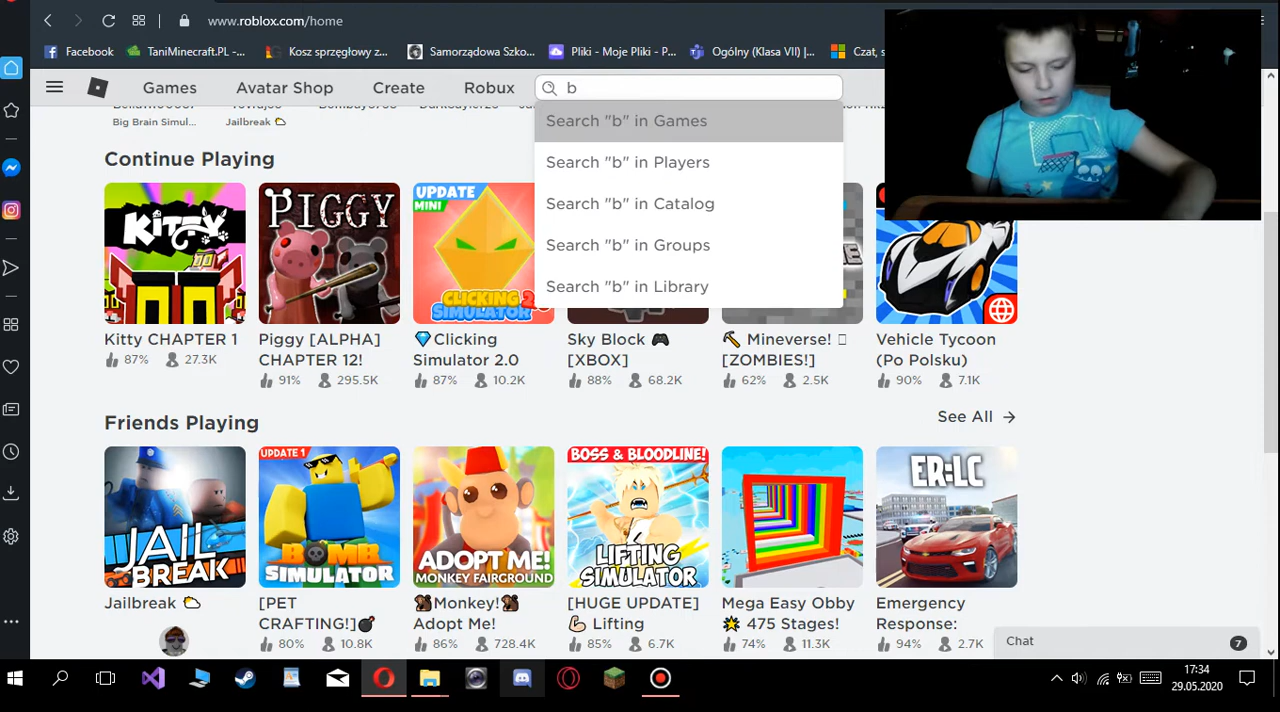 www.roblox.com/home
Facebook
TaniMinecraft.PL -...
Kosz sprzęgłowy z...
Samorządowa Szko...
Pliki - Moje Pliki - P...
Ogólny (Klasa VII) |...
Czat, s
Games
Avatar Shop
Create
Robux
b
Search "b" in Games
Search "b" in Players
Search "b" in Catalog
Search "b" in Groups
Search "b" in Library
Big Brain Simul...
Jailbreak
Continue Playing
Kitty
PIGGY
UPDATE
MINI
CLICKING 2
SIMULATOR
Kitty CHAPTER 1
87% 27.3K
Piggy [ALPHA]
CHAPTER 12!
91% 295.5K
Clicking
Simulator 2.0
87% 10.2K
Sky Block
[XBOX]
88% 68.2K
Mineverse!
[ZOMBIES!]
62% 2.5K
Vehicle Tycoon
(Po Polsku)
90% 7.1K
Friends Playing
See All
JAIL
BREAK
UPDATE 1
BOMB
SIMULATOR
ADOPT ME!
MONKEY FAIRGROUND
BOSS & BLOODLINE!
LIFTING
SIMULATOR
ER:LC
Jailbreak
[PET
CRAFTING!]
80% 10.8K
Monkey!
Adopt Me!
86% 728.4K
[HUGE UPDATE]
Lifting
85% 6.7K
Mega Easy Obby
475 Stages!
74% 11.3K
Emergency
Response:
94% 2.7K
Chat
7
17:34
29.05.2020